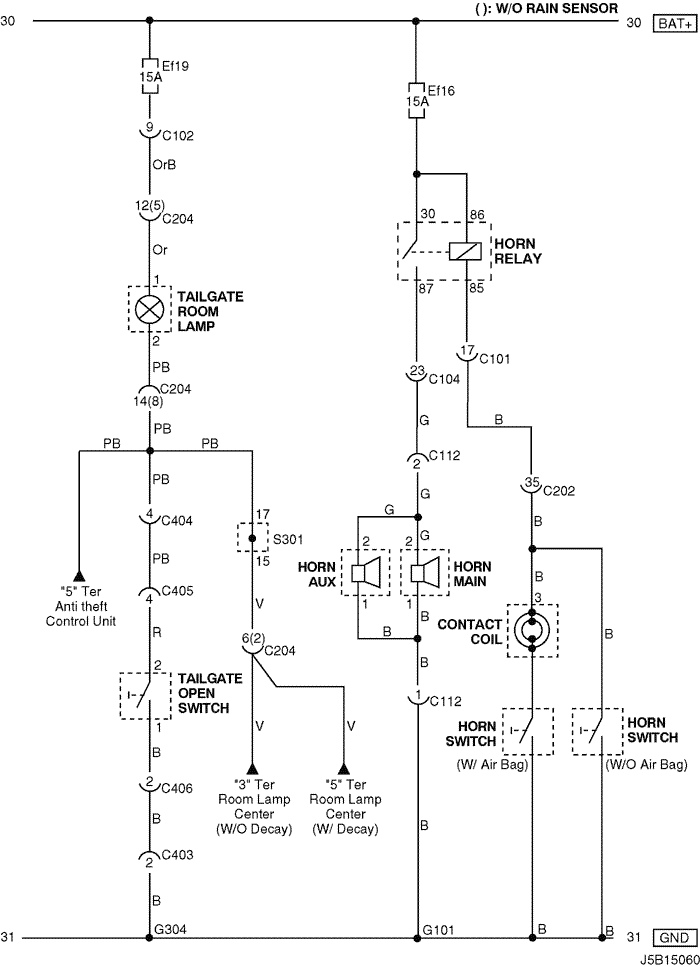 ( ): W/O RAIN SENSOR
30
30 BAT+
Ef19
15A
Ef16
15A
9
C102
OrB
12(5)
C204
Or
30
86
HORN
RELAY
87
85
1
TAILGATE
ROOM
LAMP
2
PB
C204
14(8)
17
C101
23
C104
G
B
PB
PB
PB
PB
C112
2
35
C202
4
C404
17
S301
15
G
G
G
B
PB
2
2
HORN
AUX
HORN
MAIN
1
1
B
"5" Ter
Anti theft
Control Unit
C405
4
R
V
B
B
B
3
CONTACT
COIL
B
6(2)
C204
2
TAILGATE
OPEN
SWITCH
1
1
C112
V
V
HORN
SWITCH
(W/ Air Bag)
HORN
SWITCH
(W/O Air Bag)
B
2
C406
"3" Ter
Room Lamp
Center
(W/O Decay)
"5" Ter
Room Lamp
Center
(W/ Decay)
B
B
C403
2
B
31
G304
G101
B
B
31 GND
J5B15060